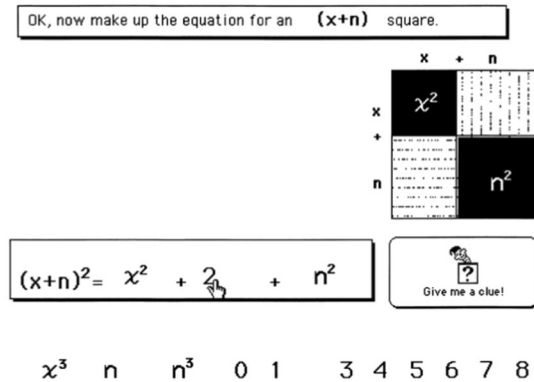 OK, now make up the equation for an (x+n) square.
x + n
x
+
n
x²
n²
(x+n)²= x² + 2 + n²
?
Give me a clue!
x³ n n³ 0 1 3 4 5 6 7 8